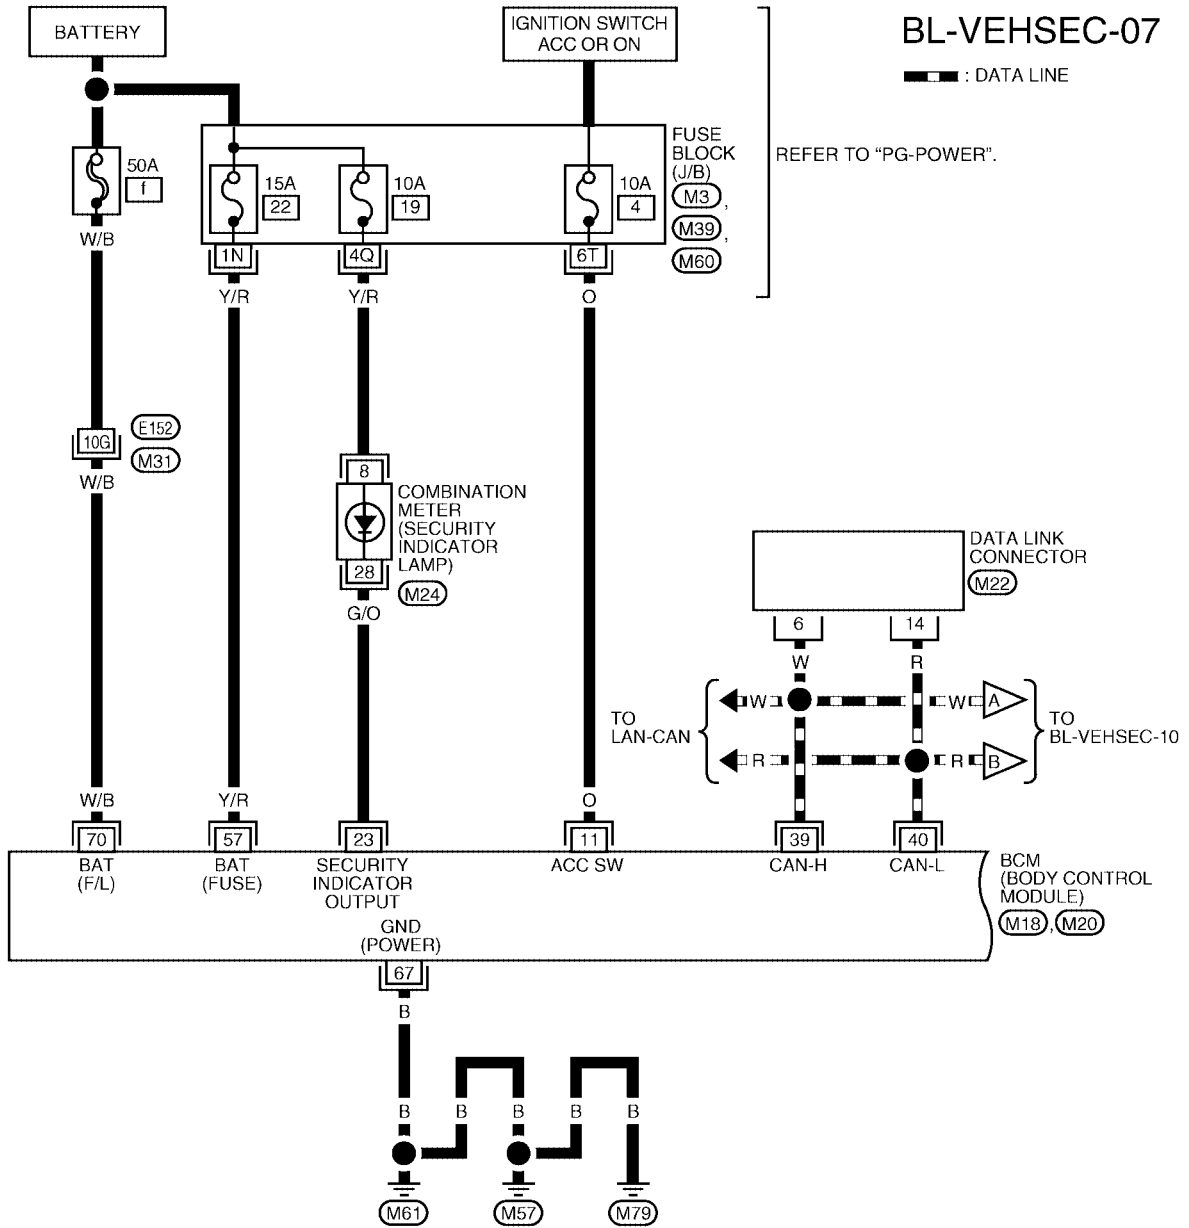 BATTERY
IGNITION SWITCH
ACC OR ON
BL-VEHSEC-07
: DATA LINE
50A
f
15A
22
10A
19
10A
4
FUSE
BLOCK
(J/B)
M3 ,
M39 ,
M60
REFER TO “PG-POWER”.
W/B
1N
4Q
6T
Y/R
Y/R
O
10G
E152
M31
W/B
8
COMBINATION
METER
(SECURITY
INDICATOR
LAMP)
28
M24
G/O
DATA LINK
CONNECTOR
M22
6
14
W
R
TO
LAN-CAN
W
W
A
R
R
B
TO
BL-VEHSEC-10
W/B
Y/R
O
70
57
23
11
39
40
BAT
(F/L)
BAT
(FUSE)
SECURITY
INDICATOR
OUTPUT
ACC SW
CAN-H
CAN-L
BCM
(BODY CONTROL
MODULE)
M18 , M20
GND
(POWER)
67
B
B
B
B
B
B
M61
M57
M79